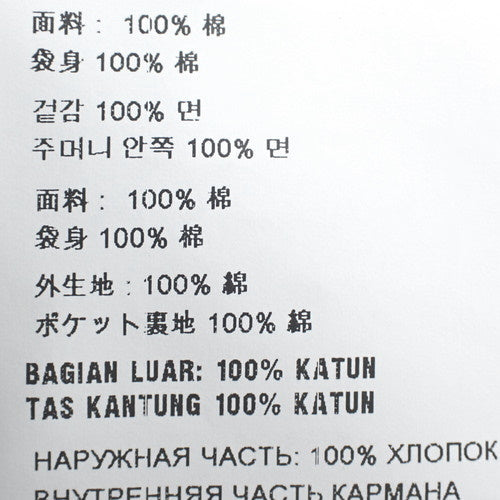 面料： 100% 棉
袋身 100% 棉
겉감 100% 면
주머니 안쪽 100% 면
面料： 100% 棉
袋身 100% 棉
外生地 : 100% 綿
ポケット裏地 100% 綿
BAGIAN LUAR: 100% KATUN
TAS KANTUNG 100% KATUN
НАРУЖНАЯ ЧАСТЬ: 100% ХЛОПОК
ВНУТРЕННЯЯ ЧАСТЬ КАРМАНА